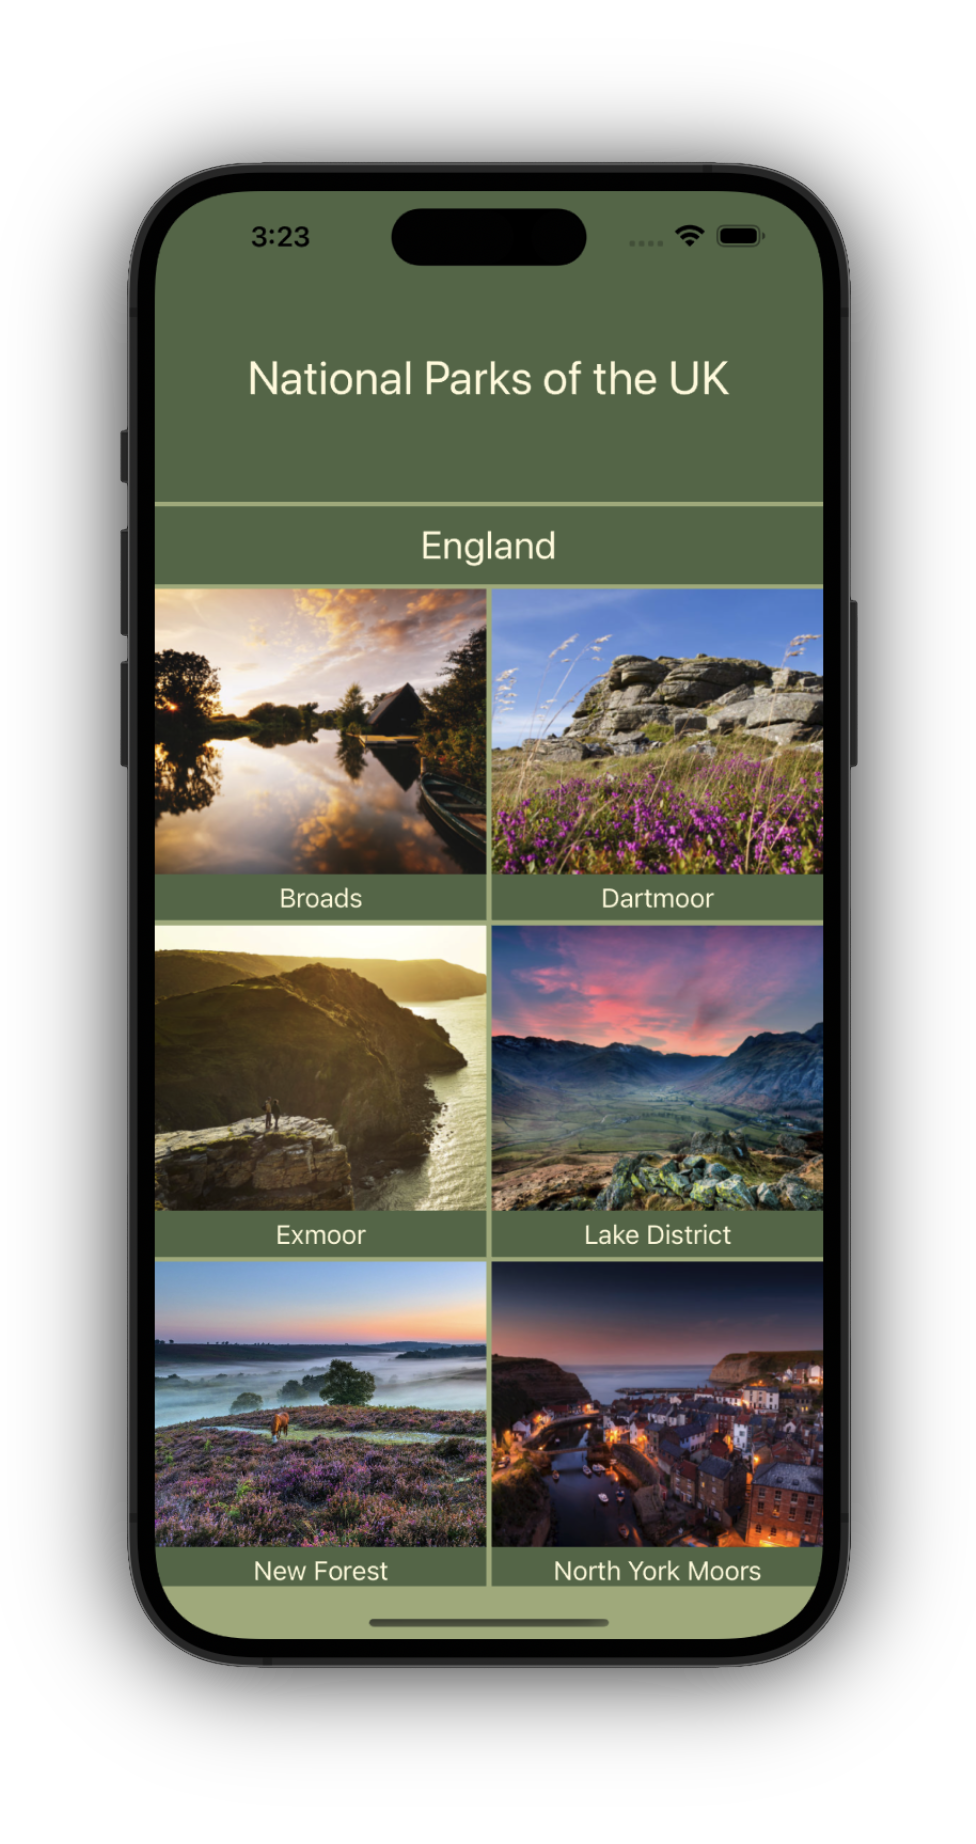 3:23
National Parks of the UK
England
Broads
Dartmoor
Exmoor
Lake District
New Forest
North York Moors